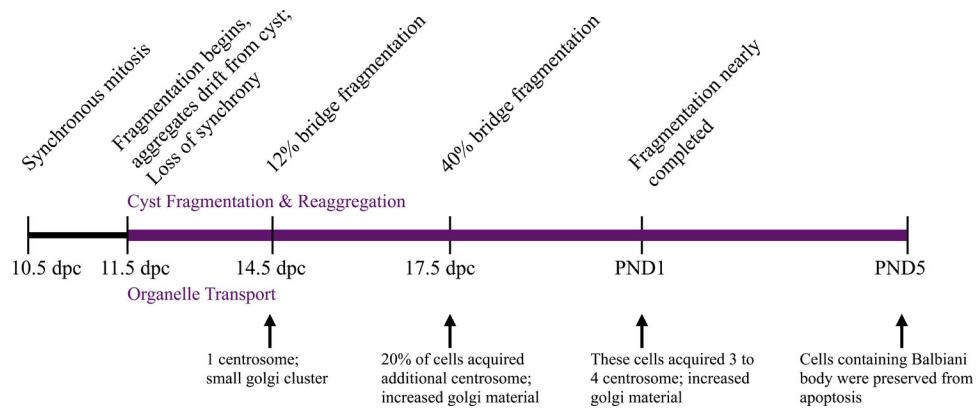 Synchronous mitosis
Fragmentation begins,
aggregates drift from cyst;
Loss of synchrony
12% bridge fragmentation
40% bridge fragmentation
Fragmentation nearly
completed
Cyst Fragmentation & Reaggregation
10.5 dpc
11.5 dpc
14.5 dpc
17.5 dpc
PND1
PND5
Organelle Transport
1 centrosome;
small golgi cluster
20% of cells acquired
additional centrosome;
increased golgi material
These cells acquired 3 to
4 centrosome; increased
golgi material
Cells containing Balbiani
body were preserved from
apoptosis